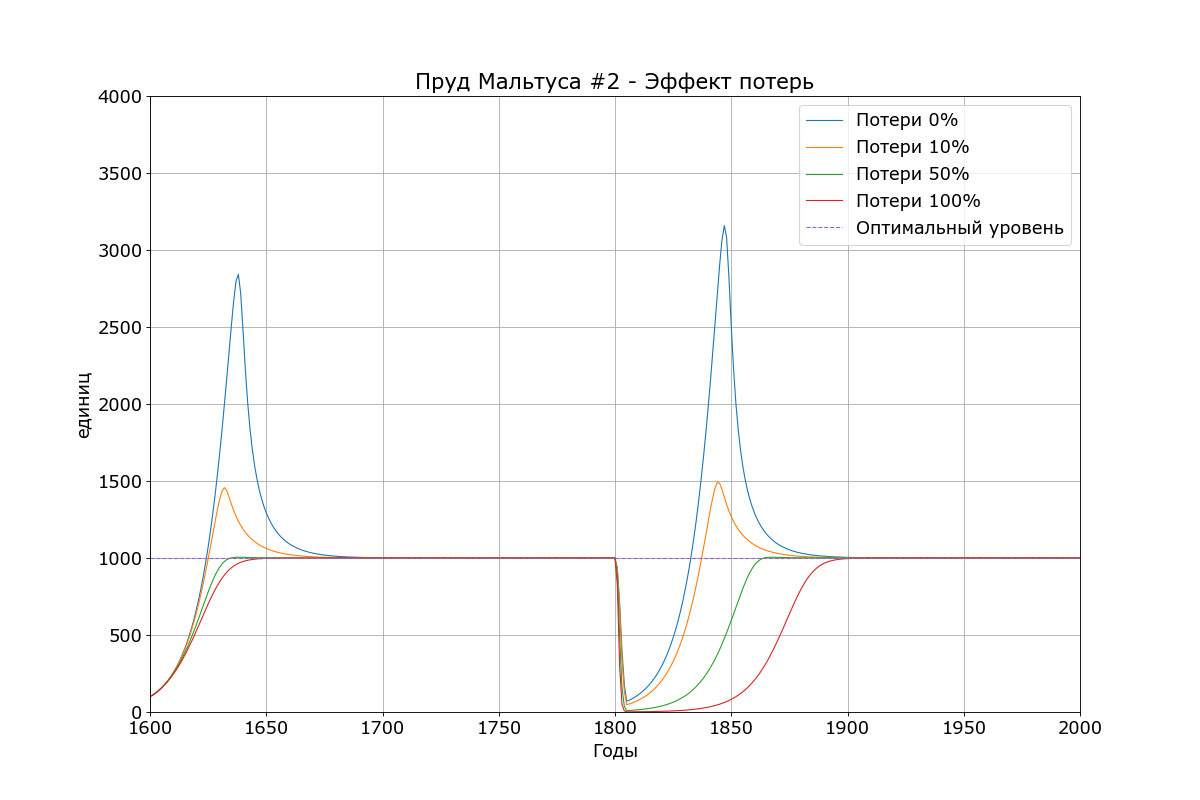 Пруд Мальтуса #2 - Эффект потерь
4000
3500
3000
2500
2000
1500
1000
500
0
единиц
Потери 0%
Потери 10%
Потери 50%
Потери 100%
Оптимальный уровень
1600 1650 1700 1750 1800 1850 1900 1950 2000
Годы